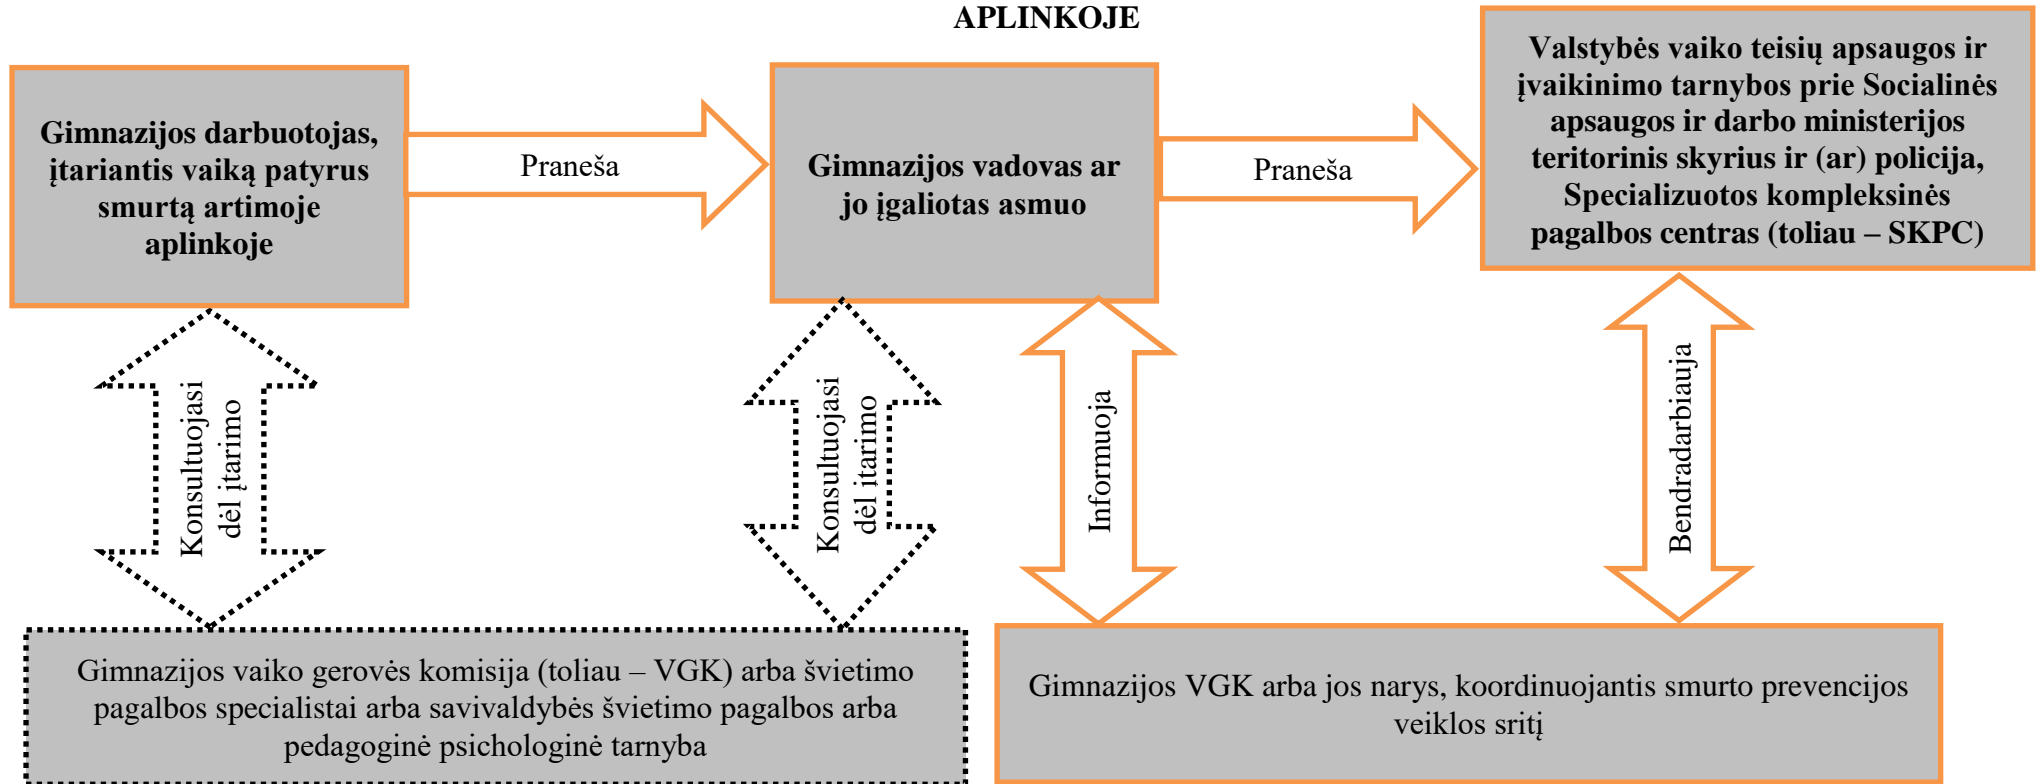 APLINKOJE
Gimnazijos darbuotojas,
įtariantis vaiką patyrus
smurtą artimoje
aplinkoje
Praneša
Gimnazijos vadovas ar
jo įgaliotas asmuo
Praneša
Valstybės vaiko teisių apsaugos ir
įvaikinimo tarnybos prie Socialinės
apsaugos ir darbo ministerijos
teritorinis skyrius ir (ar) policija,
Specializuotos kompleksinės
pagalbos centras (toliau – SKPC)
Konsultuojasi
dėl įtarimo
Konsultuojasi
dėl įtarimo
Informuoja
Bendradarbiauja
Gimnazijos vaiko gerovės komisija (toliau – VGK) arba švietimo
pagalbos specialistai arba savivaldybės švietimo pagalbos arba
pedagoginė psichologinė tarnyba
Gimnazijos VGK arba jos narys, koordinuojantis smurto prevencijos
veiklos sritį